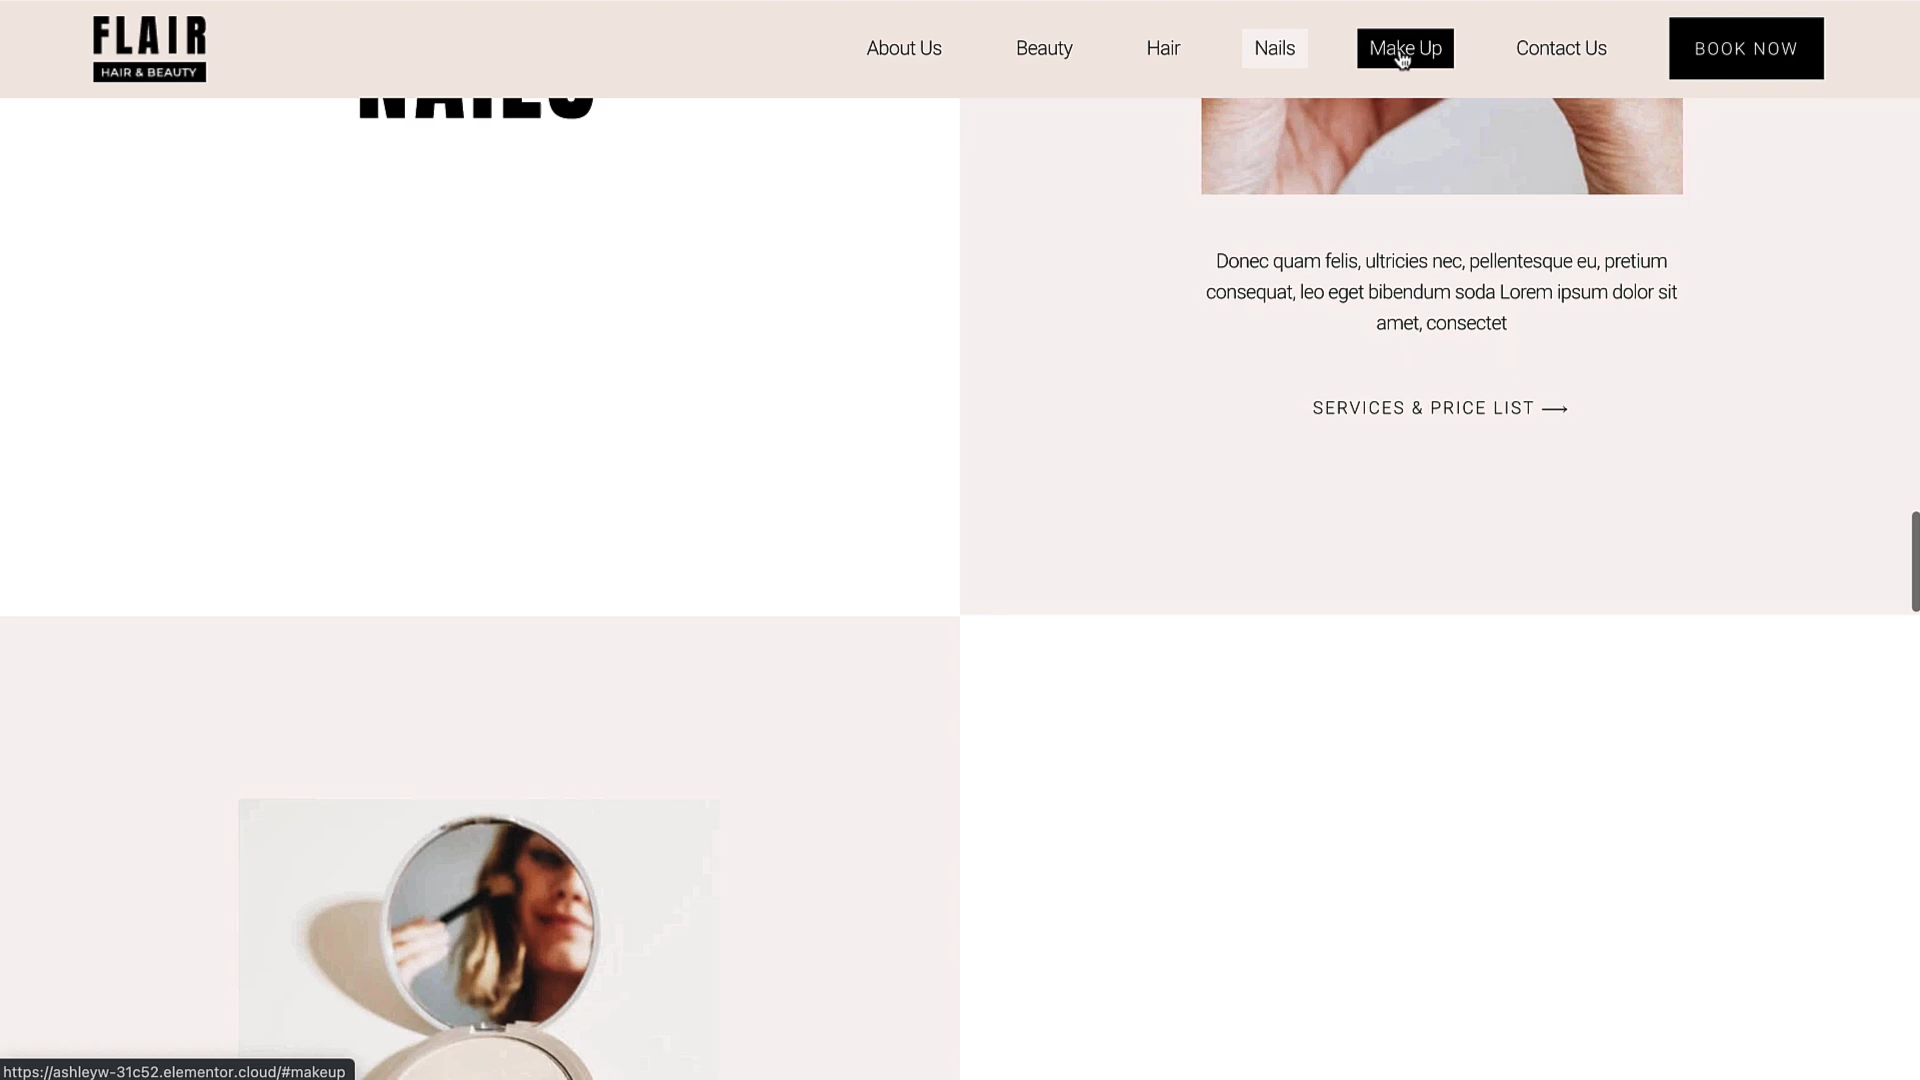 FLAIR
HAIR & BEAUTY
About Us
Beauty
Hair
Nails
Make Up
Contact Us
BOOK NOW
NAILS
Donec quam felis, ultricies nec, pellentesque eu, pretium
consequat, leo eget bibendum soda Lorem ipsum dolor sit
amet, consectet
SERVICES & PRICE LIST ⟶
https://ashleyw-31c52.elementor.cloud/#makeup